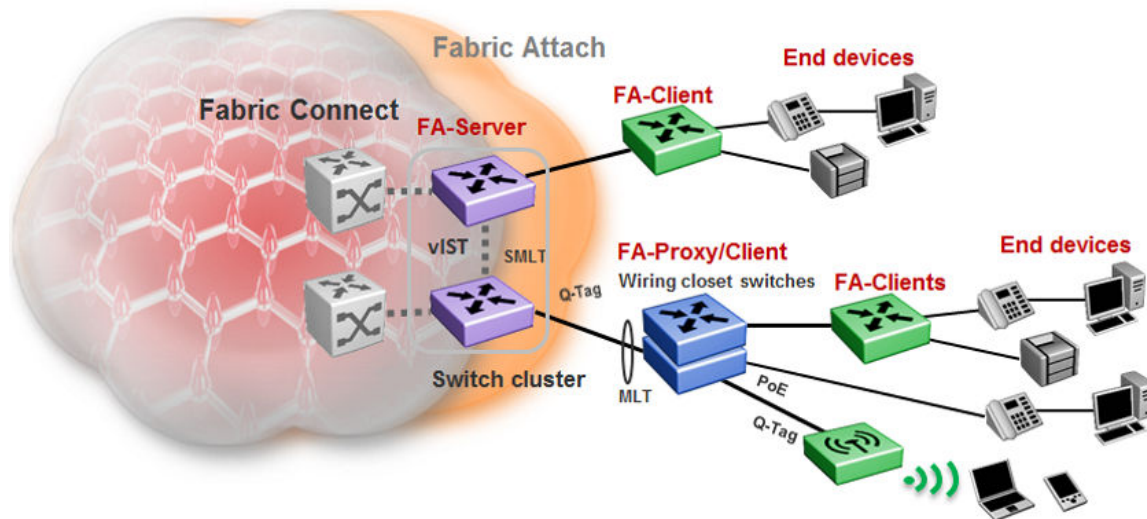 Fabric Attach
End devices
FA-Client
Fabric Connect
FA-Server
vIST
SMLT
FA-Proxy/Client
Wiring closet switches
End devices
FA-Clients
Q-Tag
Switch cluster
MLT
PoE
Q-Tag